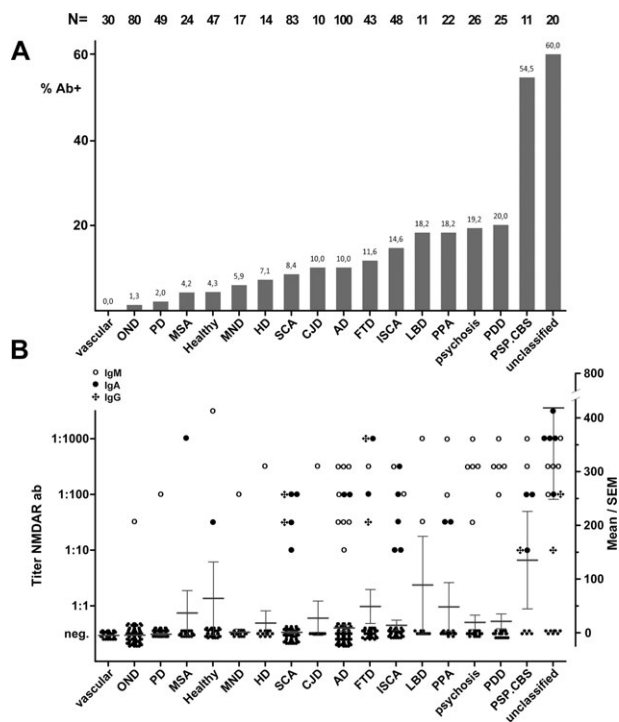 N= 30 80 49 24 47 17 14 83 10 100 43 48 11 22 26 25 11 20
A
% Ab+
60
40
20
0,0 1,3 2,0 4,2 4,3 5,9 7,1 8,4 10,0 10,0 11,6 14,6 18,2 18,2 19,2 20,0 54,5 60,0
vascular OND PD MSA Healthy MND HD SCA CJD AD FTD ISCA LBD PPA psychosis PDD PSP.CBS unclassified
B
IgM
IgA
IgG
Titer NMDAR ab
1:1000
1:100
1:10
1:1
neg.
800
400
300
200
100
0
Mean / SEM
vascular OND PD MSA Healthy MND HD SCA CJD AD FTD ISCA LBD PPA psychosis PDD PSP.CBS unclassified